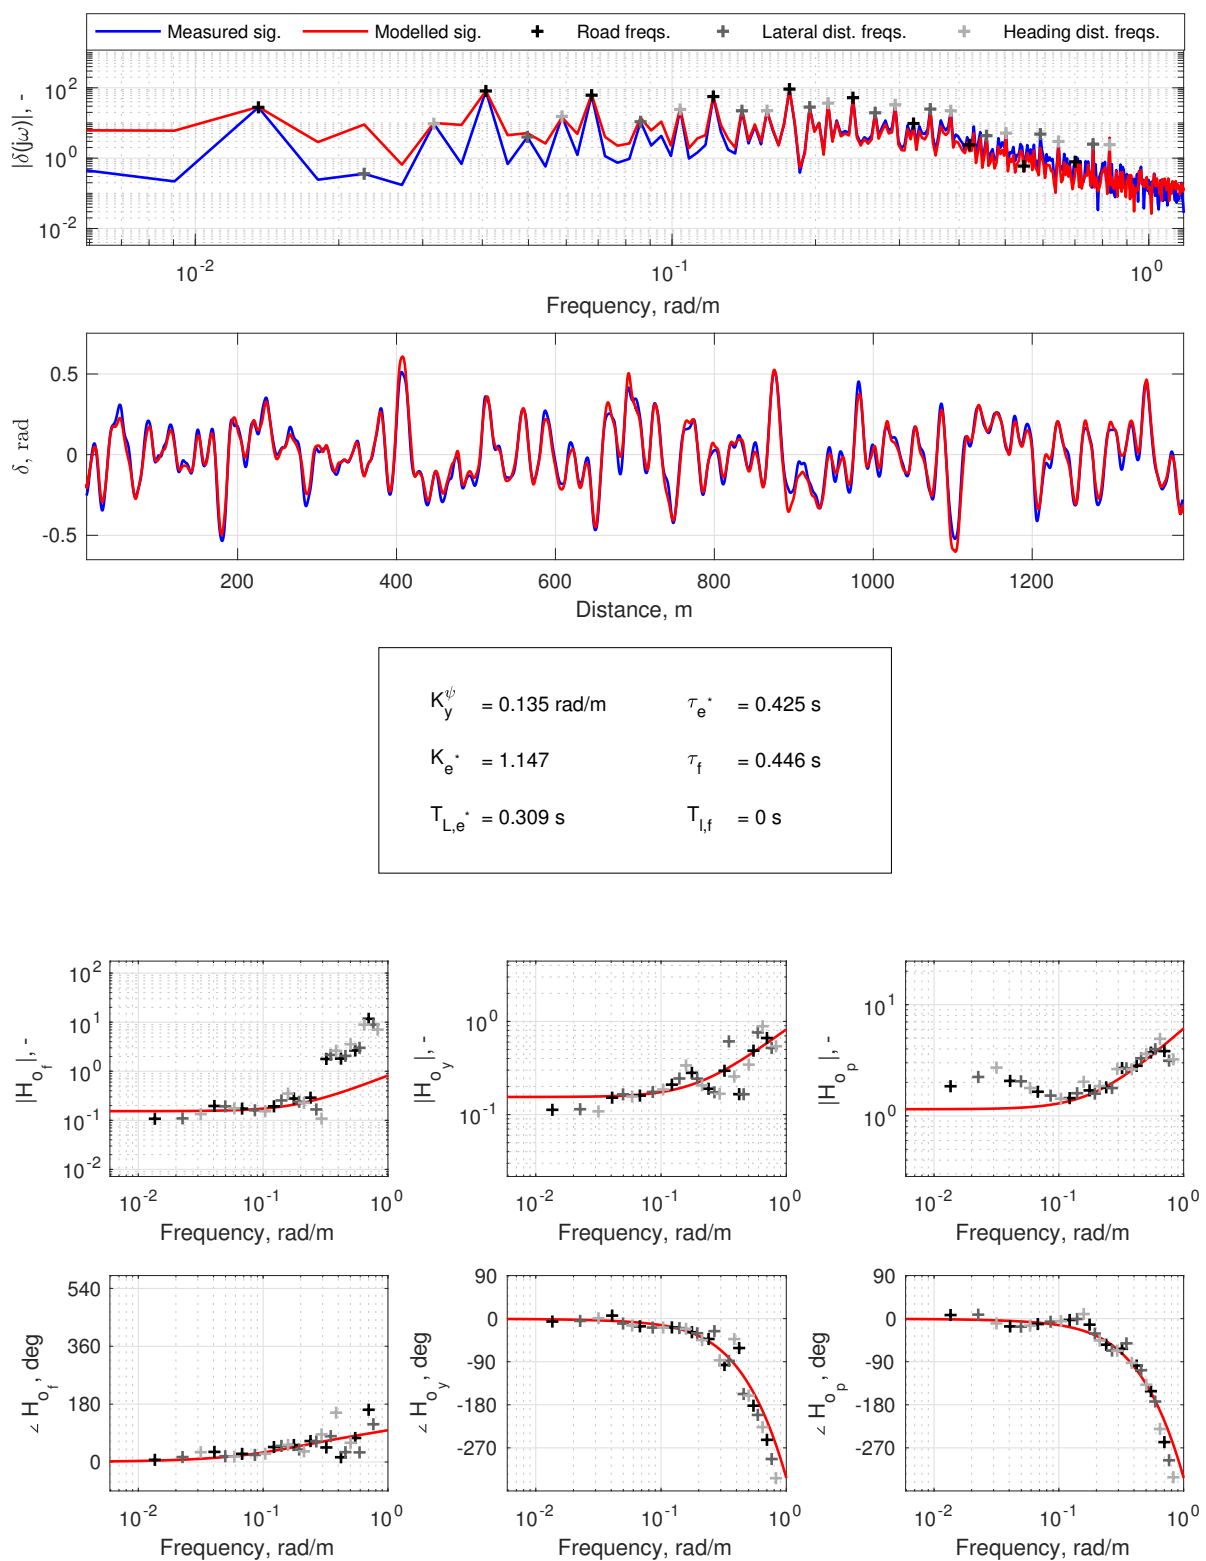 Measured sig. Modelled sig. Road freqs. Lateral dist. freqs. Heading dist. freqs.
|δ(jω)|, -
10^2
10^0
10^-2
10^-2 10^-1 10^0
Frequency, rad/m
δ, rad
0.5
0
-0.5
200 400 600 800 1000 1200
Distance, m
K_y^ψ = 0.135 rad/m τ_e* = 0.425 s
K_e* = 1.147 τ_f = 0.446 s
T_L,e* = 0.309 s T_l,f = 0 s
|H_o_f|, -
10^2
10^1
10^0
10^-1
10^-2
10^-2 10^-1 10^0
Frequency, rad/m
|H_o_y|, -
10^0
10^-1
10^-2 10^-1 10^0
Frequency, rad/m
|H_o_p|, -
10^1
10^0
10^-2 10^-1 10^0
Frequency, rad/m
∠ H_o_f, deg
540
360
180
0
10^-2 10^-1 10^0
Frequency, rad/m
∠ H_o_y, deg
90
0
-90
-180
-270
10^-2 10^-1 10^0
Frequency, rad/m
∠ H_o_p, deg
90
0
-90
-180
-270
10^-2 10^-1 10^0
Frequency, rad/m